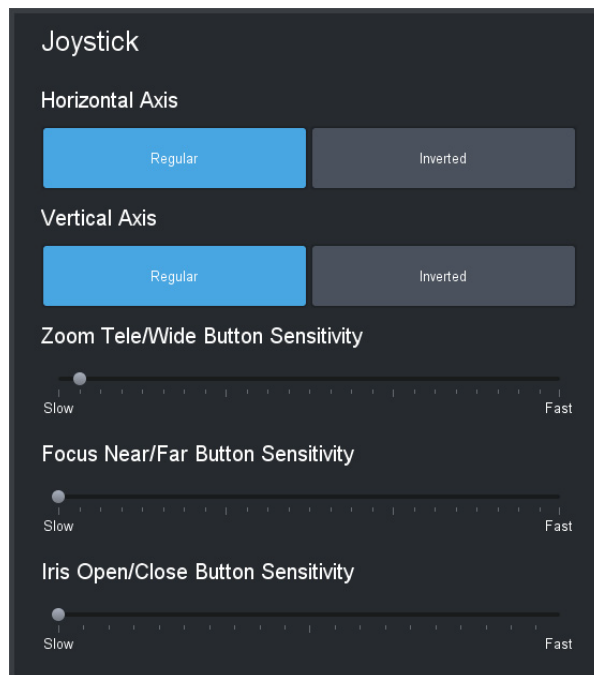 Joystick
Horizontal Axis
Regular Inverted
Vertical Axis
Regular Inverted
Zoom Tele/Wide Button Sensitivity
Slow Fast
Focus Near/Far Button Sensitivity
Slow Fast
Iris Open/Close Button Sensitivity
Slow Fast